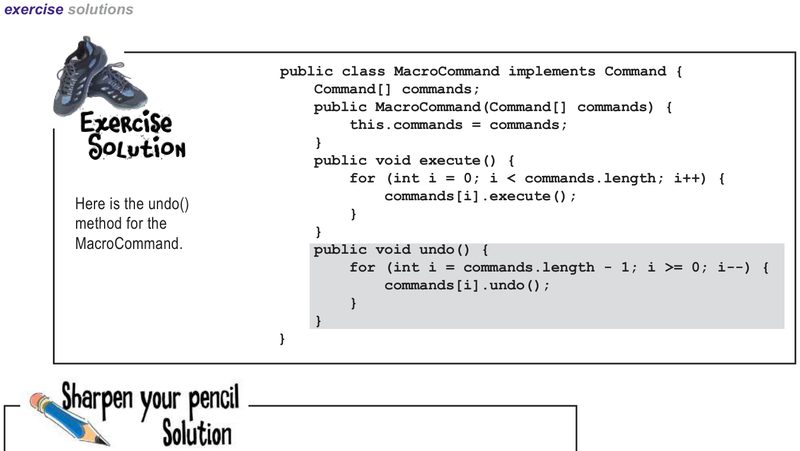 exercise solutions
Exercise
Solution
Here is the undo()
method for the
MacroCommand.
public class MacroCommand implements Command {
    Command[] commands;
    public MacroCommand(Command[] commands) {
        this.commands = commands;
    }
    public void execute() {
        for (int i = 0; i < commands.length; i++) {
            commands[i].execute();
        }
    }
    public void undo() {
        for (int i = commands.length - 1; i >= 0; i--) {
            commands[i].undo();
        }
    }
}
Sharpen your pencil
Solution